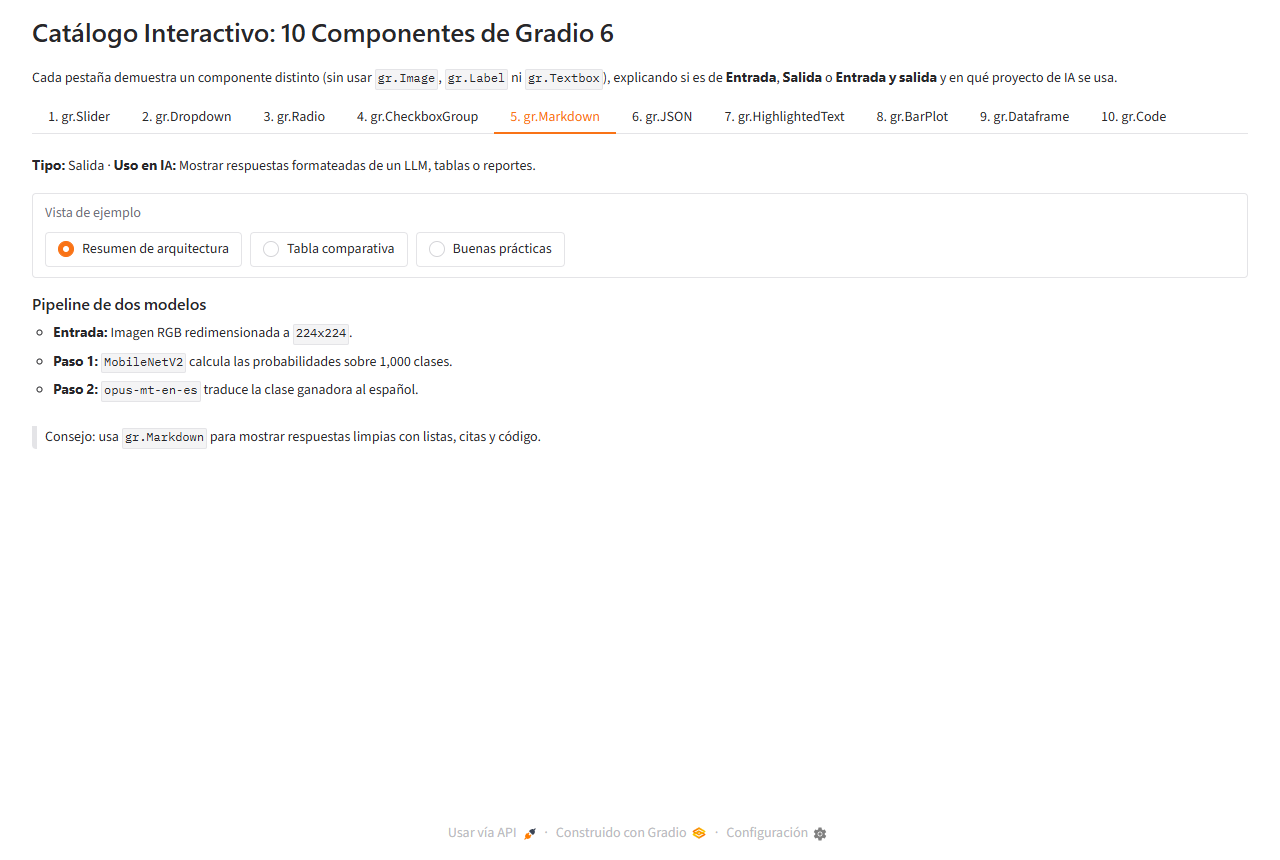 Catálogo Interactivo: 10 Componentes de Gradio 6
Cada pestaña demuestra un componente distinto (sin usar gr.Image, gr.Label ni gr.Textbox), explicando si es de Entrada, Salida o Entrada y salida y en qué proyecto de IA se usa.
1. gr.Slider 2. gr.Dropdown 3. gr.Radio 4. gr.CheckboxGroup 5. gr.Markdown 6. gr.JSON 7. gr.HighlightedText 8. gr.BarPlot 9. gr.Dataframe 10. gr.Code
Tipo: Salida · Uso en IA: Mostrar respuestas formateadas de un LLM, tablas o reportes.
Vista de ejemplo
Resumen de arquitectura Tabla comparativa Buenas prácticas
Pipeline de dos modelos
Entrada: Imagen RGB redimensionada a 224x224.
Paso 1: MobileNetV2 calcula las probabilidades sobre 1,000 clases.
Paso 2: opus-mt-en-es traduce la clase ganadora al español.
Consejo: usa gr.Markdown para mostrar respuestas limpias con listas, citas y código.
Usar vía API · Construido con Gradio · Configuración